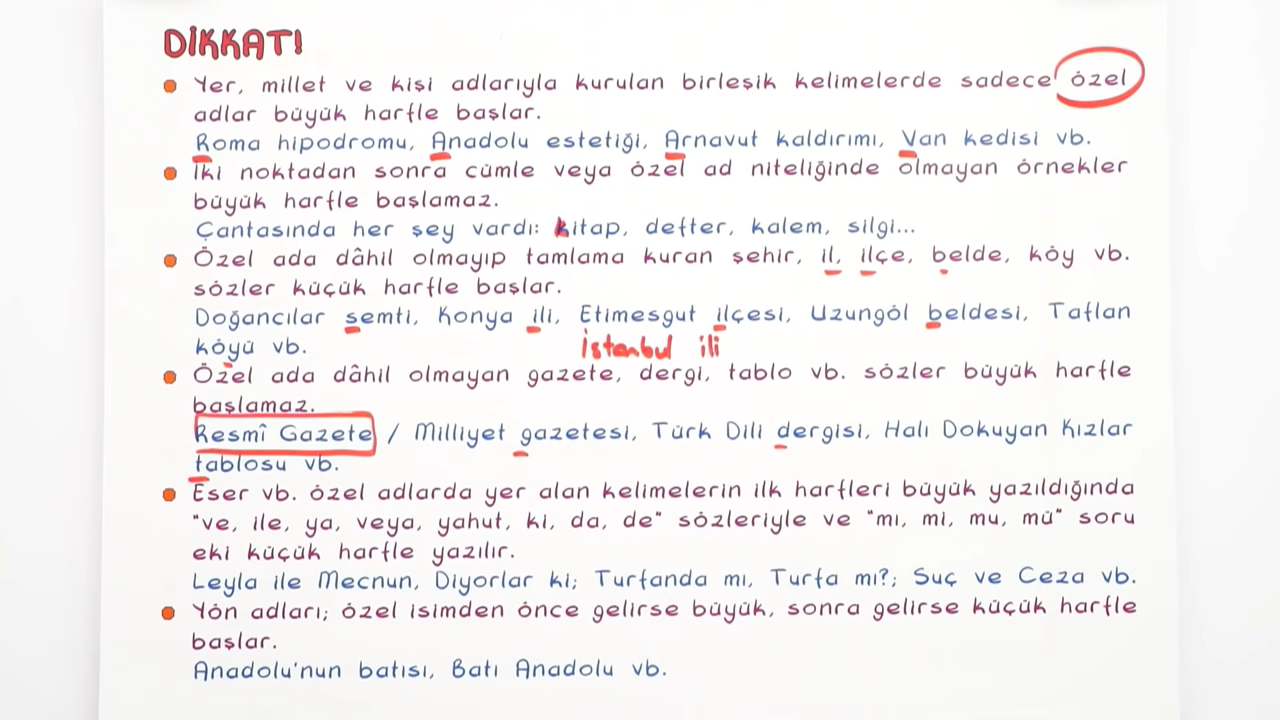 DİKKAT!
Yer, millet ve kişi adlarıyla kurulan birleşik kelimelerde sadece özel
adlar büyük harfle başlar.
Roma hipodromu, Anadolu estetiği, Arnavut kaldırımı, Van kedisi vb.
İki noktadan sonra cümle veya özel ad niteliğinde olmayan örnekler
büyük harfle başlamaz.
Çantasında her şey vardı: kitap, defter, kalem, silgi...
Özel ada dâhil olmayıp tamlama kuran şehir, il, ilçe, belde, köy vb.
sözler küçük harfle başlar.
Doğancılar semti, Konya ili, Etimesgut ilçesi, Uzungöl beldesi, Taflan
köyü vb.
İstanbul ili
Özel ada dâhil olmayan gazete, dergi, tablo vb. sözler büyük harfle
başlamaz.
Resmî Gazete / Milliyet gazetesi, Türk Dili dergisi, Halı Dokuyan Kızlar
tablosu vb.
Eser vb. özel adlarda yer alan kelimelerin ilk harfleri büyük yazıldığında
"ve, ile, ya, veya, yahut, ki, da, de" sözleriyle ve "mı, mi, mu, mü" soru
eki küçük harfle yazılır.
Leyla ile Mecnun, Diyorlar ki; Turfanda mı, Turfa mı?; Suç ve Ceza vb.
Yön adları; özel isimden önce gelirse büyük, sonra gelirse küçük harfle
başlar.
Anadolu'nun batısı, Batı Anadolu vb.